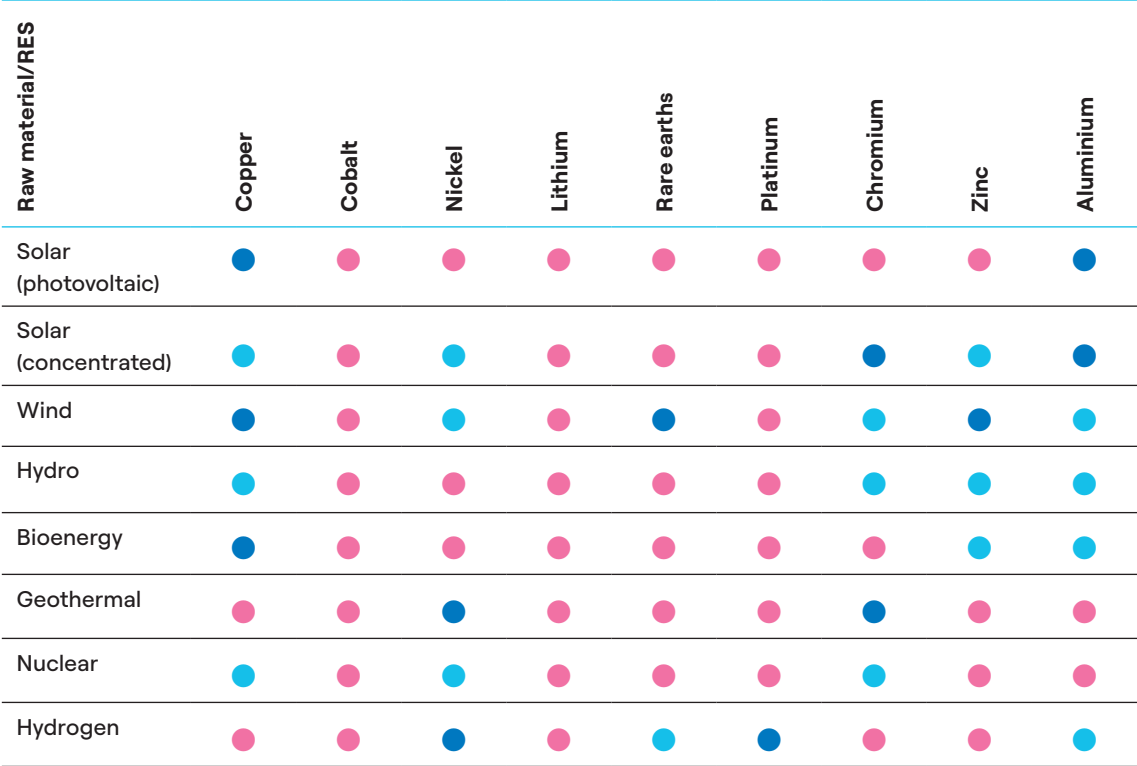 Raw material/RES
Copper
Cobalt
Nickel
Lithium
Rare earths
Platinum
Chromium
Zinc
Aluminium
Solar
(photovoltaic)
Solar
(concentrated)
Wind
Hydro
Bioenergy
Geothermal
Nuclear
Hydrogen